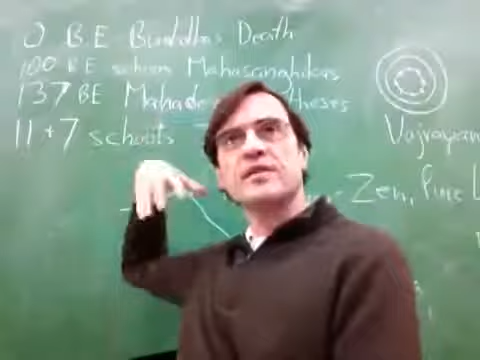 0 B.E Buddha's Death
100 BE schism Mahasanghikas
137 BE Mahade Theses
11 + 7 schools
Vajrayan
Zen, Pure L